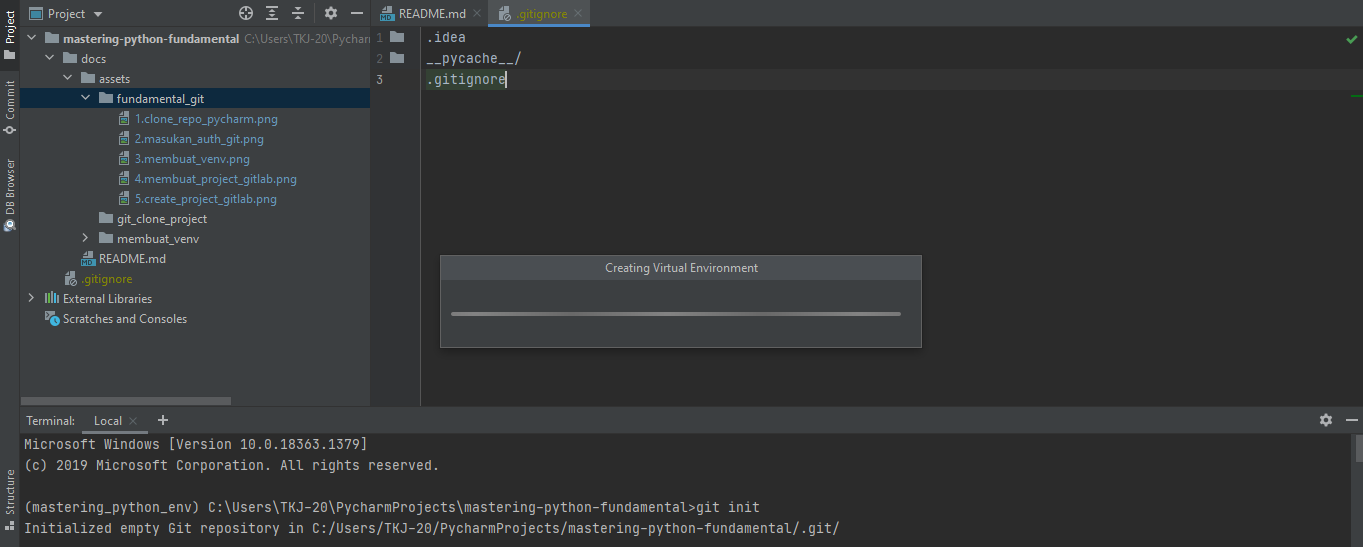 Project
README.md
.gitignore
Project
Commit
DB Browser
Structure
mastering-python-fundamental C:\Users\TKJ-20\Pycharm
docs
assets
fundamental_git
1.clone_repo_pycharm.png
2.masukan_auth_git.png
3.membuat_venv.png
4.membuat_project_gitlab.png
5.create_project_gitlab.png
git_clone_project
membuat_venv
MD README.md
.gitignore
External Libraries
Scratches and Consoles
1 .idea
2 __pycache__/
3 .gitignore
Creating Virtual Environment
Terminal: Local
Microsoft Windows [Version 10.0.18363.1379]
(c) 2019 Microsoft Corporation. All rights reserved.
(mastering_python_env) C:\Users\TKJ-20\PycharmProjects\mastering-python-fundamental>git init
Initialized empty Git repository in C:/Users/TKJ-20/PycharmProjects/mastering-python-fundamental/.git/